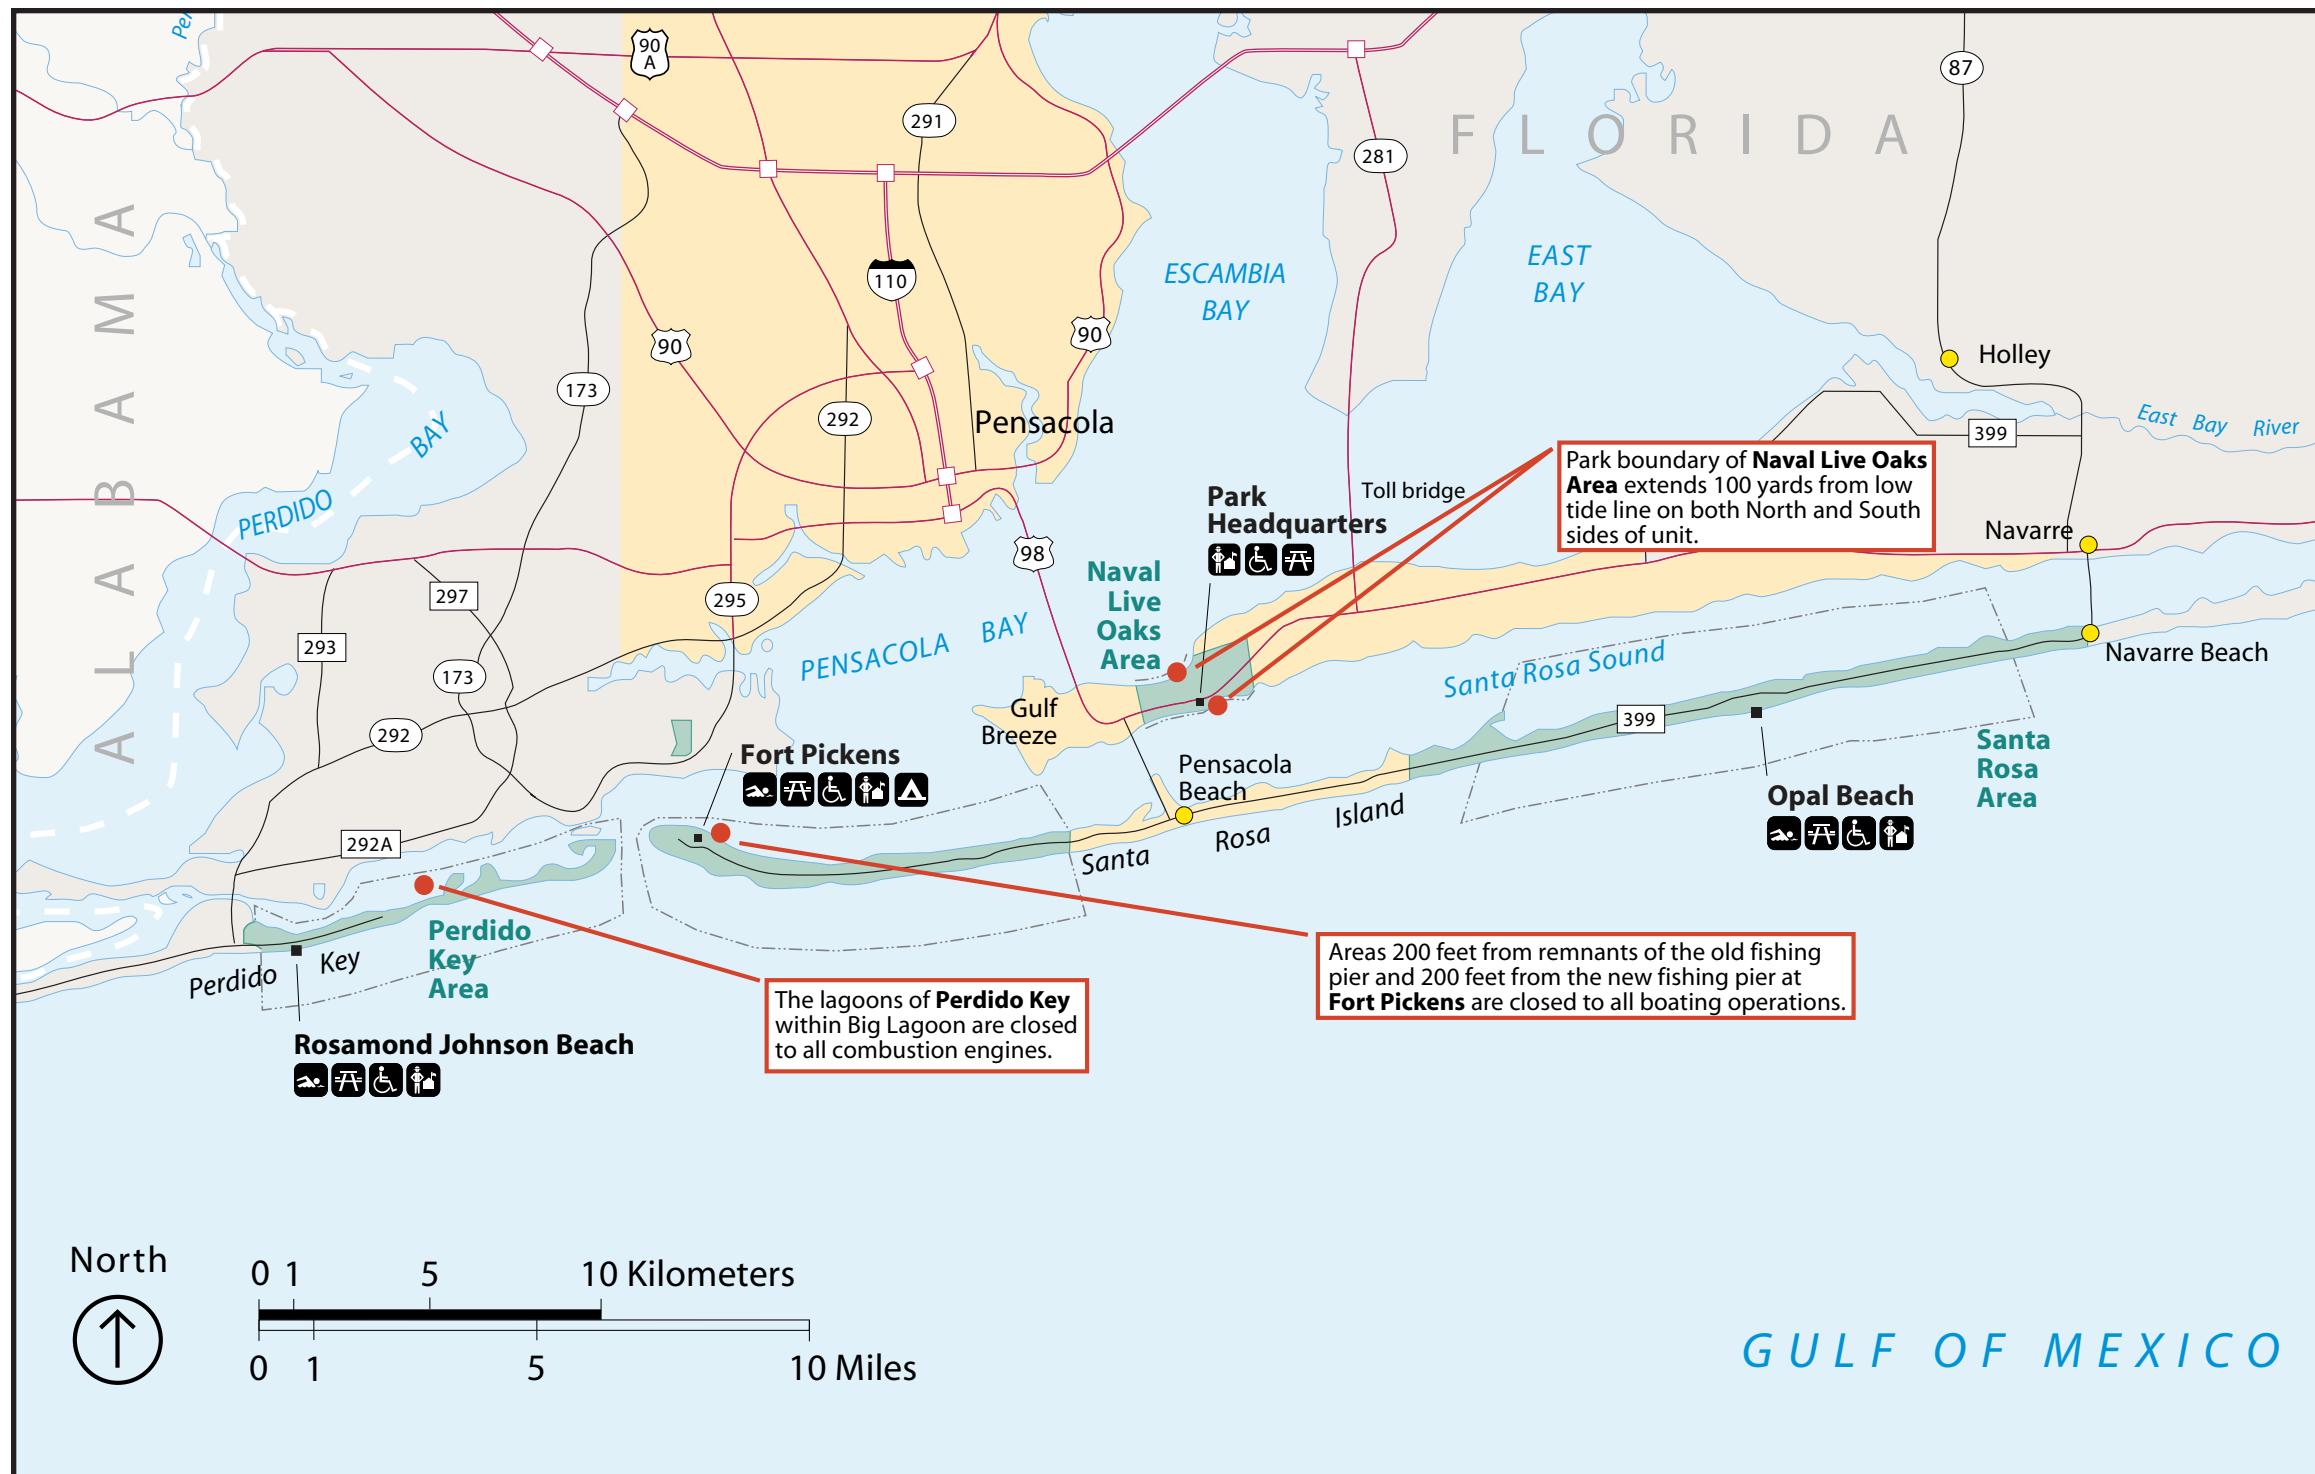 Per
90
A
291
87
281
FLORIDA
ALABAMA
ESCAMBIA
BAY
EAST
BAY
110
90
90
173
292
Holley
Pensacola
East Bay River
399
PERDIDO
BAY
Park boundary of Naval Live Oaks
Area extends 100 yards from low
tide line on both North and South
sides of unit.
Toll bridge
Park
Headquarters
Navarre
98
Naval
Live
Oaks
Area
297
295
293
PENSACOLA BAY
173
Santa Rosa Sound
Navarre Beach
292
Gulf
Breeze
399
Fort Pickens
Pensacola
Beach
Santa
Rosa
Area
Opal Beach
292A
Santa Rosa Island
Perdido
Key
Area
Perdido Key
Areas 200 feet from remnants of the old fishing
pier and 200 feet from the new fishing pier at
Fort Pickens are closed to all boating operations.
The lagoons of Perdido Key
within Big Lagoon are closed
to all combustion engines.
Rosamond Johnson Beach
North
0 1 5 10 Kilometers
0 1 5 10 Miles
GULF OF MEXICO